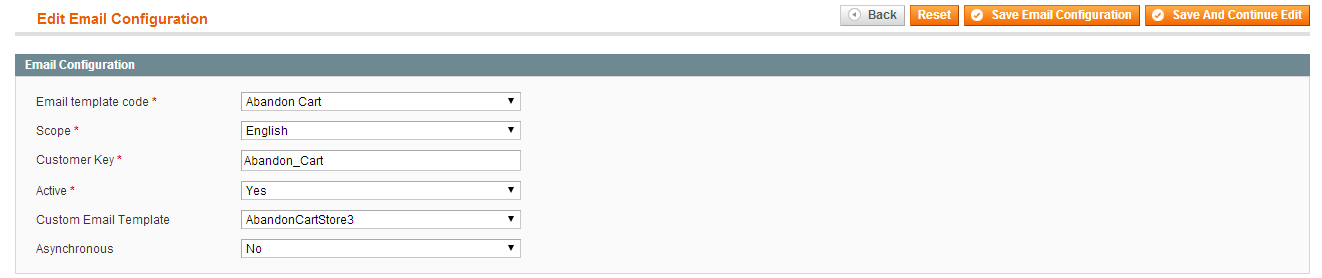 Edit Email Configuration
Back Reset Save Email Configuration Save And Continue Edit
Email Configuration
Email template code * Abandon Cart
Scope * English
Customer Key * Abandon_Cart
Active * Yes
Custom Email Template AbandonCartStore3
Asynchronous No